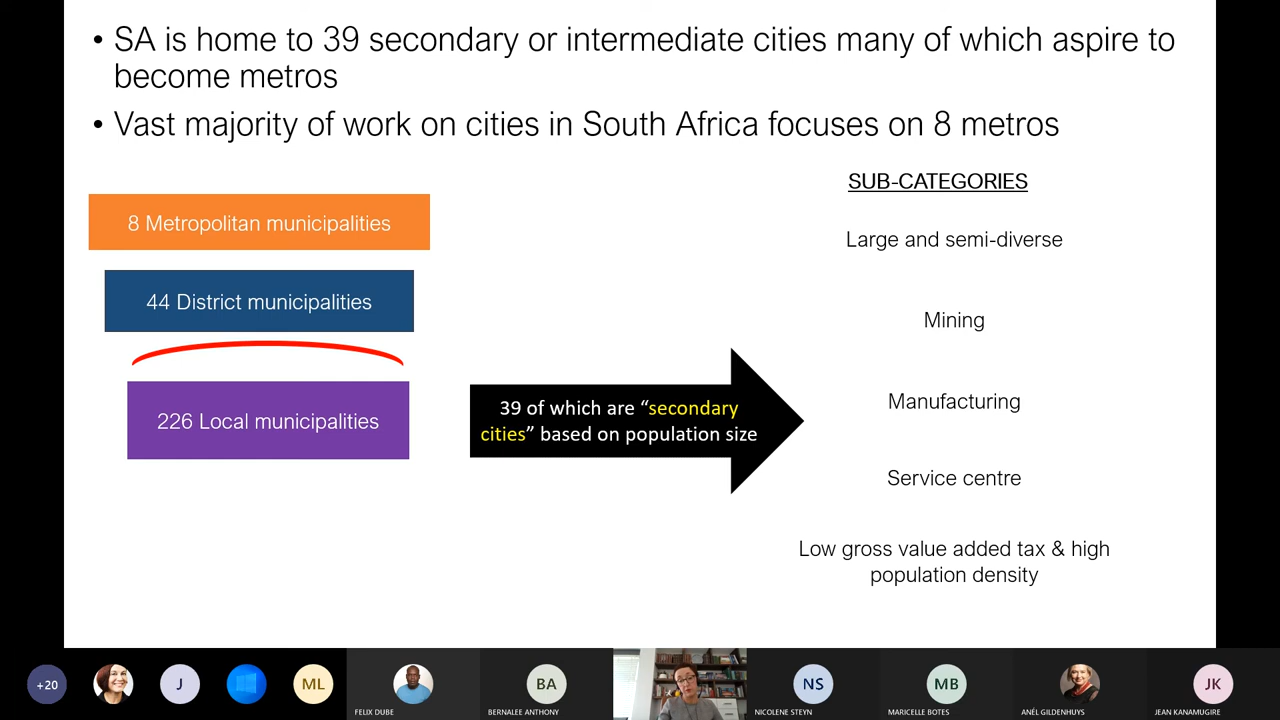 • SA is home to 39 secondary or intermediate cities many of which aspire to
become metros
• Vast majority of work on cities in South Africa focuses on 8 metros
8 Metropolitan municipalities
44 District municipalities
226 Local municipalities
39 of which are “secondary
cities” based on population size
SUB-CATEGORIES
Large and semi-diverse
Mining
Manufacturing
Service centre
Low gross value added tax & high
population density
+20
J
ML
BA
NS
MB
JK
FELIX DUBE
BERNALEE ANTHONY
NICOLENE STEYN
MARICELLE BOTES
ANÉL GILDENHUYS
JEAN KANAMUGIRE